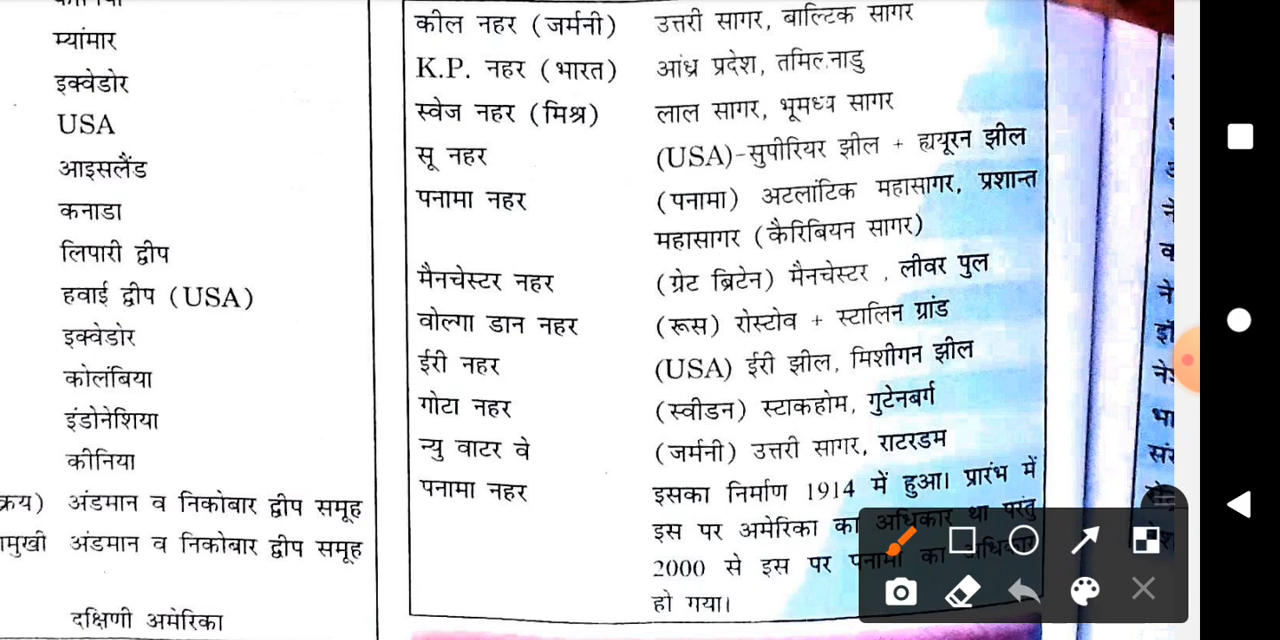 म्यांमार
इक्वेडोर
USA
आइसलैंड
कनाडा
लिपारी द्वीप
हवाई द्वीप (USA)
इक्वेडोर
कोलंबिया
इंडोनेशिया
कीनिया
क्रय) अंडमान व निकोबार द्वीप समूह
मुखी अंडमान व निकोबार द्वीप समूह
दक्षिणी अमेरिका
कील नहर (जर्मनी) उत्तरी सागर, बाल्टिक सागर
K.P. नहर (भारत) आंध्र प्रदेश, तमिलनाडु
स्वेज नहर (मिश्र) लाल सागर, भूमध्य सागर
सू नहर (USA)-सुपीरियर झील + ह्ययूरन झील
पनामा नहर (पनामा) अटलांटिक महासागर, प्रशान्त
महासागर (कैरिबियन सागर)
मैनचेस्टर नहर (ग्रेट ब्रिटेन) मैनचेस्टर , लीवर पुल
वोल्गा डान नहर (रूस) रोस्टोव + स्टालिन ग्रांड
ईरी नहर (USA) ईरी झील, मिशीगन झील
गोटा नहर (स्वीडन) स्टाकहोम, गुटेनबर्ग
न्यु वाटर वे (जर्मनी) उत्तरी सागर, राटरडम
पनामा नहर इसका निर्माण 1914 में हुआ। प्रारंभ में
इस पर अमेरिका का अधिकार था परंतु
2000 से इस पर पनामा का अधिकार
हो गया।